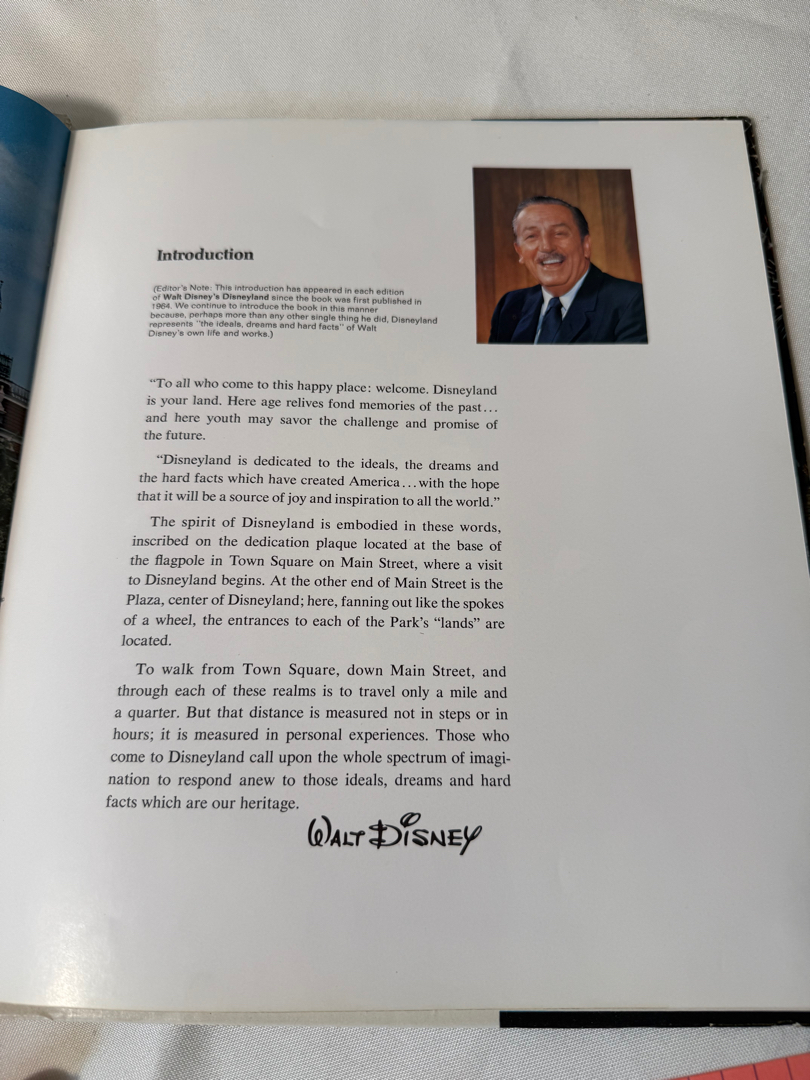 Introduction
(Editor's Note: This introduction has appeared in each edition
of Walt Disney's Disneyland since the book was first published in
1964. We continue to introduce the book in this manner
because, perhaps more than any other single thing he did, Disneyland
represents "the ideals, dreams and hard facts" of Walt
Disney's own life and works.)
“To all who come to this happy place: welcome. Disneyland
is your land. Here age relives fond memories of the past...
and here youth may savor the challenge and promise of
the future.
“Disneyland is dedicated to the ideals, the dreams and
the hard facts which have created America...with the hope
that it will be a source of joy and inspiration to all the world.”
The spirit of Disneyland is embodied in these words,
inscribed on the dedication plaque located at the base of
the flagpole in Town Square on Main Street, where a visit
to Disneyland begins. At the other end of Main Street is the
Plaza, center of Disneyland; here, fanning out like the spokes
of a wheel, the entrances to each of the Park's “lands” are
located.
To walk from Town Square, down Main Street, and
through each of these realms is to travel only a mile and
a quarter. But that distance is measured not in steps or in
hours; it is measured in personal experiences. Those who
come to Disneyland call upon the whole spectrum of imagi-
nation to respond anew to those ideals, dreams and hard
facts which are our heritage.
WALT DISNEY